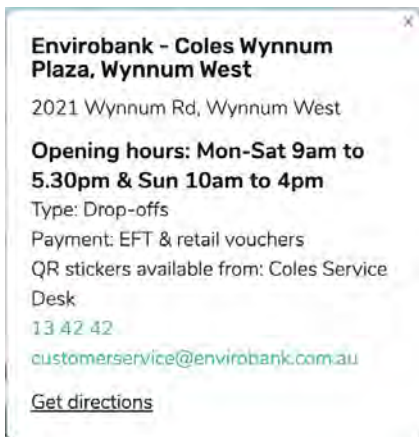 Envirobank - Coles Wynnum
Plaza, Wynnum West
2021 Wynnum Rd, Wynnum West
Opening hours: Mon-Sat 9am to
5.30pm & Sun 10am to 4pm
Type: Drop-offs
Payment: EFT & retail vouchers
QR stickers available from: Coles Service
Desk
13 42 42
customerservice@envirobank.com.au
Get directions